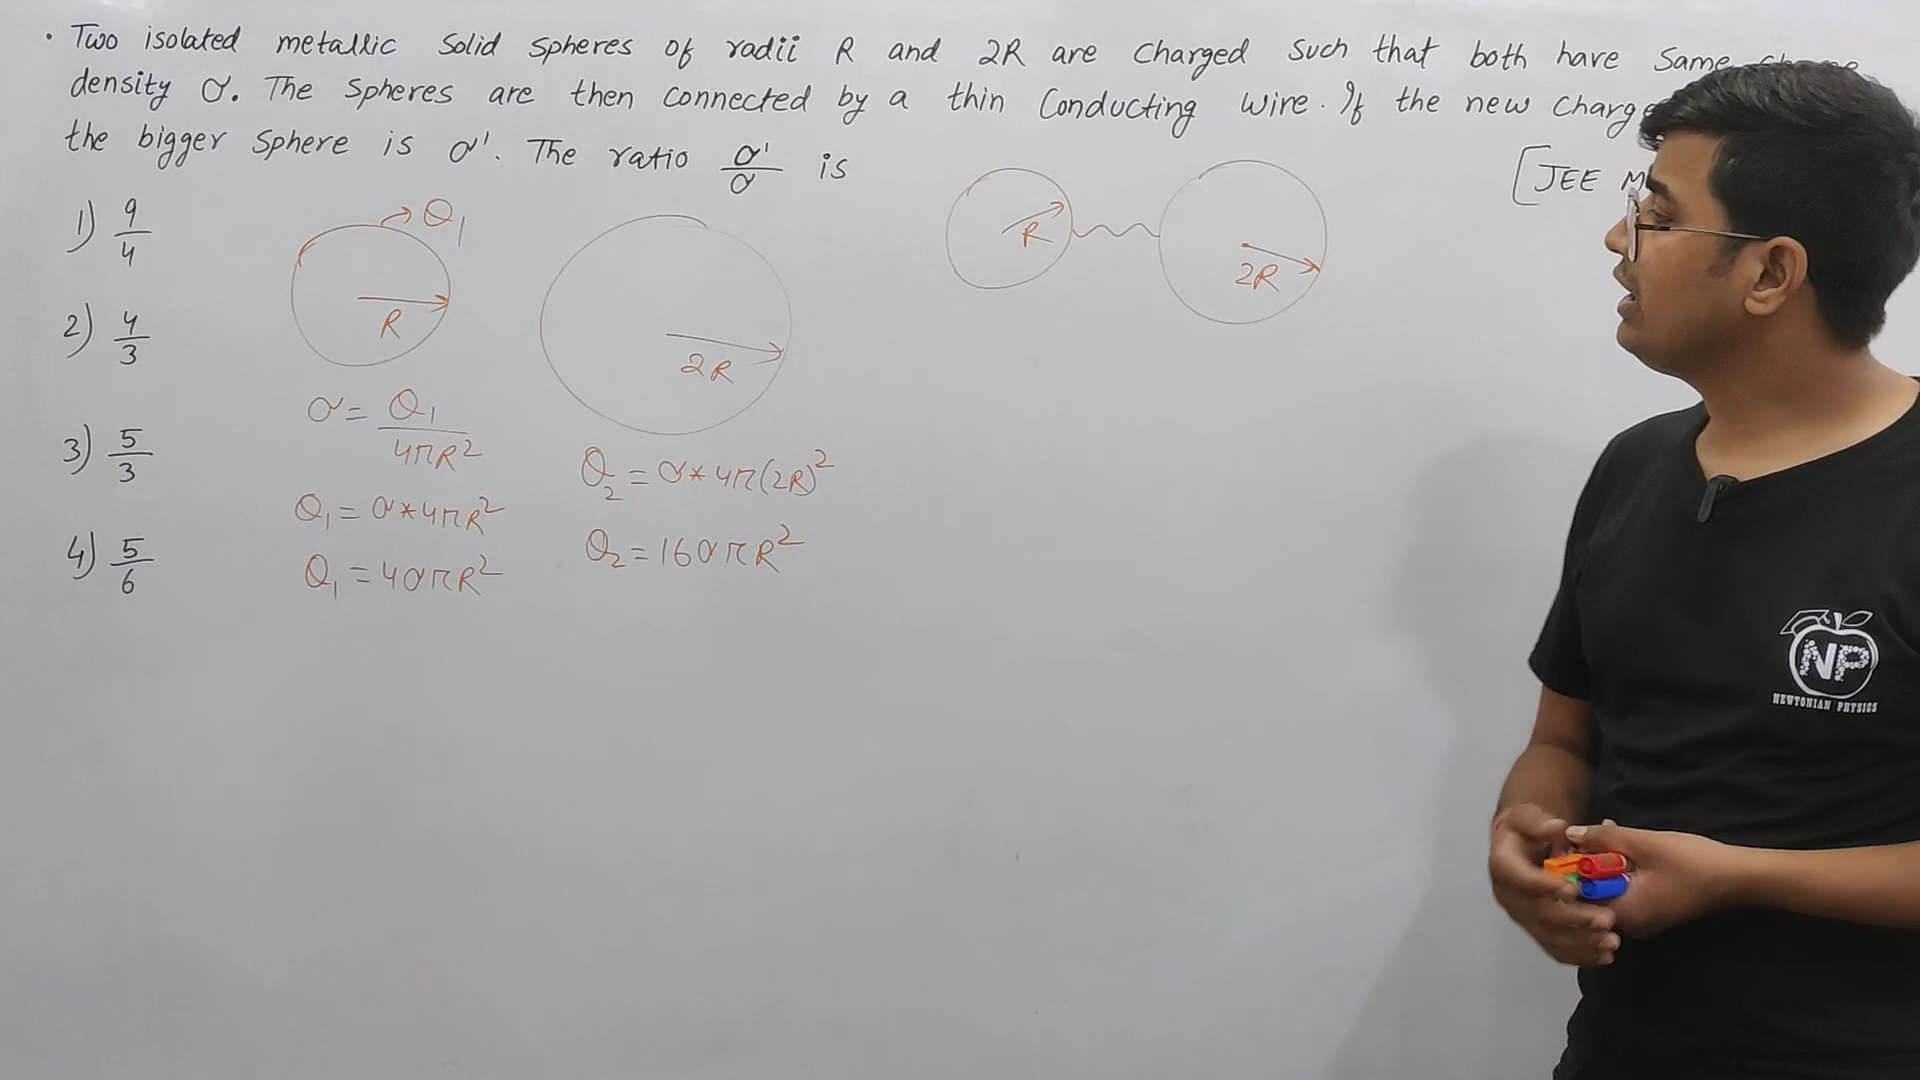 • Two isolated metallic solid spheres of radii R and 2R are charged such that both have same
density σ. The spheres are then connected by a thin conducting wire. If the new charge
the bigger sphere is σ'. The ratio σ'/σ is
[JEE M
1) 9/4
2) 4/3
3) 5/3
4) 5/6
Q₁
R
2R
R
2R
σ = Q₁/4πR²
Q₁ = σ*4πR²
Q₁ = 4σπR²
Q₂ = σ*4π(2R)²
Q₂ = 16σπR²
NP
NEWTONIAN PHYSICS